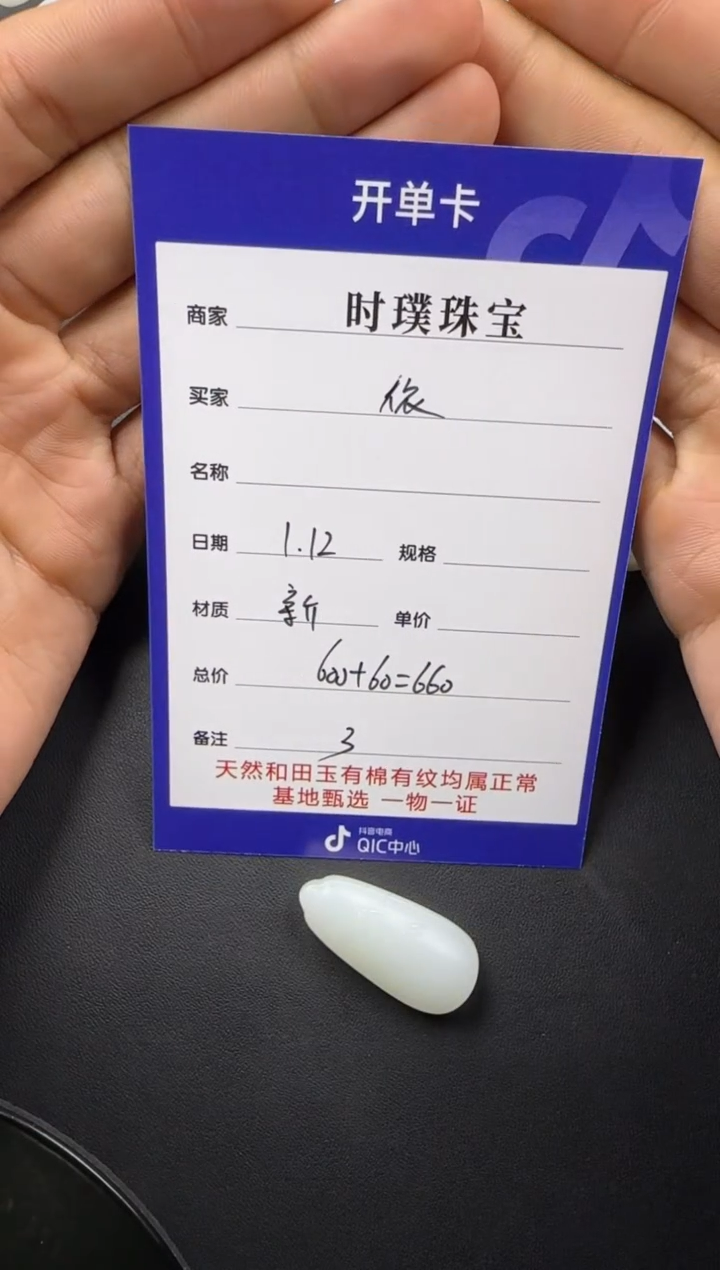 开单卡
商家 时璞珠宝
买家 依
名称
日期 1.12 规格
材质 新 单价
总价 600+60=660
备注 3
天然和田玉有棉有纹均属正常
基地甄选 一物一证
抖音电商
QIC中心